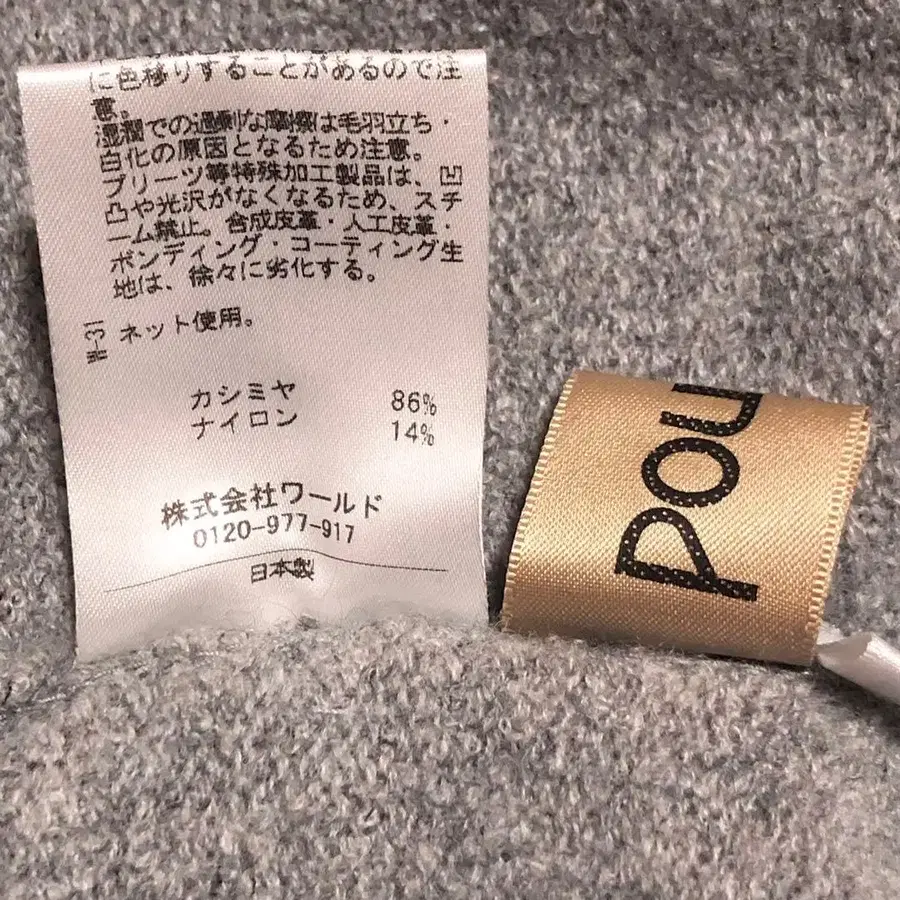 に色移りすることがあるので注
意。
湿潤での過剰な摩擦は毛羽立ち・
白化の原因となるため注意。
プリーツ等特殊加工製品は、凹
凸や光沢がなくなるため、スチ
ーム禁止。合成皮革・人工皮革・
ボンディング・コーティング生
地は、徐々に劣化する。
W-31 ネット使用。
カシミヤ 86%
ナイロン 14%
株式会社ワールド
0120-977-917
日本製
POU